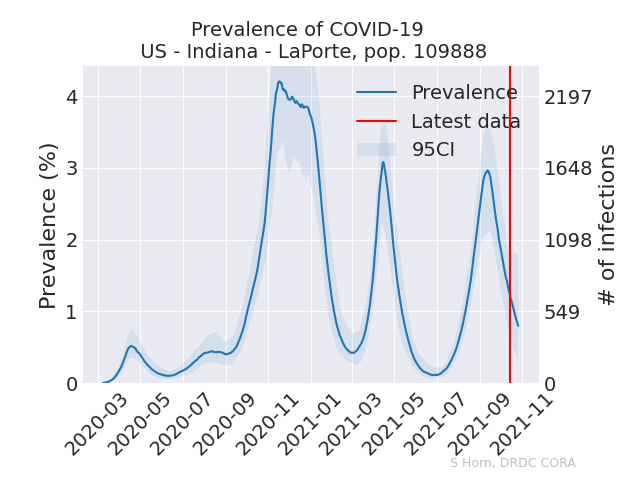 Prevalence of COVID-19
US - Indiana - LaPorte, pop. 109888
Prevalence
Latest data
95CI
Prevalence (%)
4
3
2
1
0
# of infections
2197
1648
1098
549
0
2020-03
2020-05
2020-07
2020-09
2020-11
2021-01
2021-03
2021-05
2021-07
2021-09
2021-11
S Horn, DRDC CORA